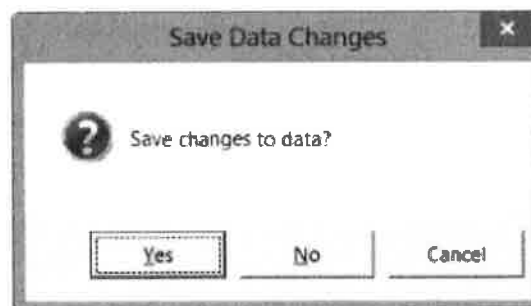 Save Data Changes
Save changes to data?
Yes
No
Cancel